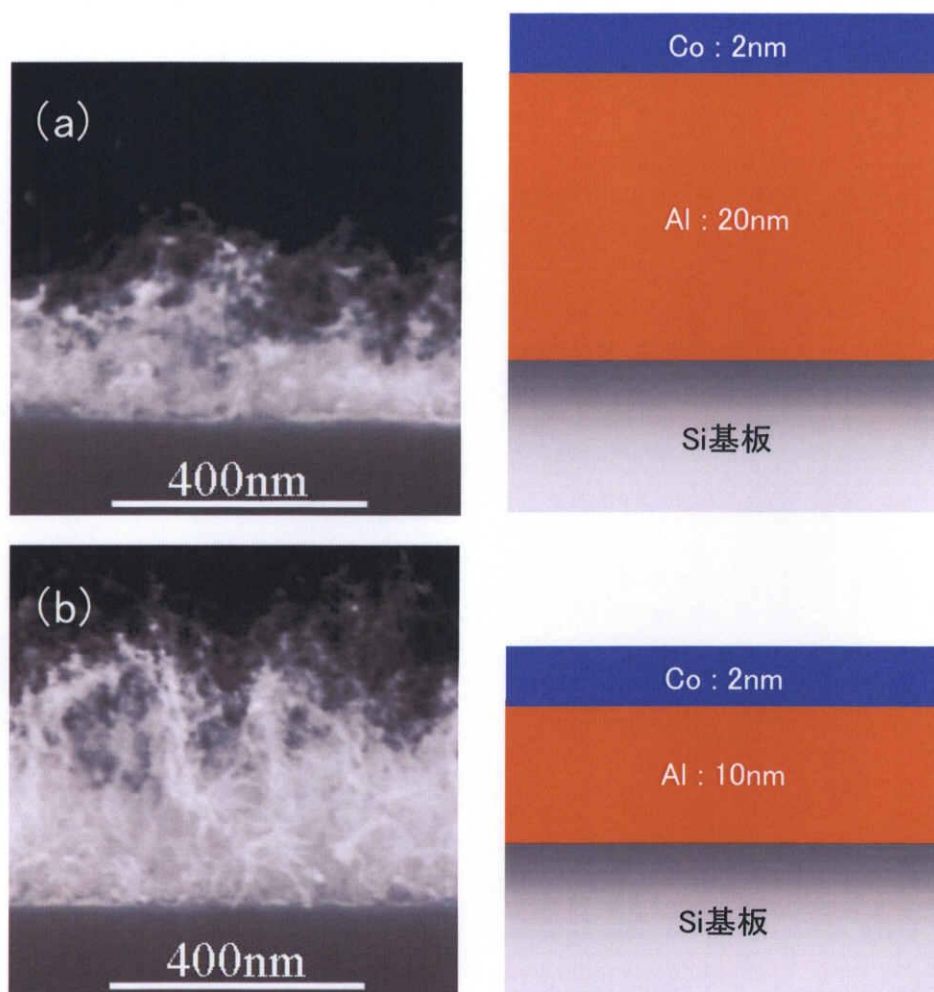 (a)
400nm
Co : 2nm
Al : 20nm
Si基板
(b)
400nm
Co : 2nm
Al : 10nm
Si基板